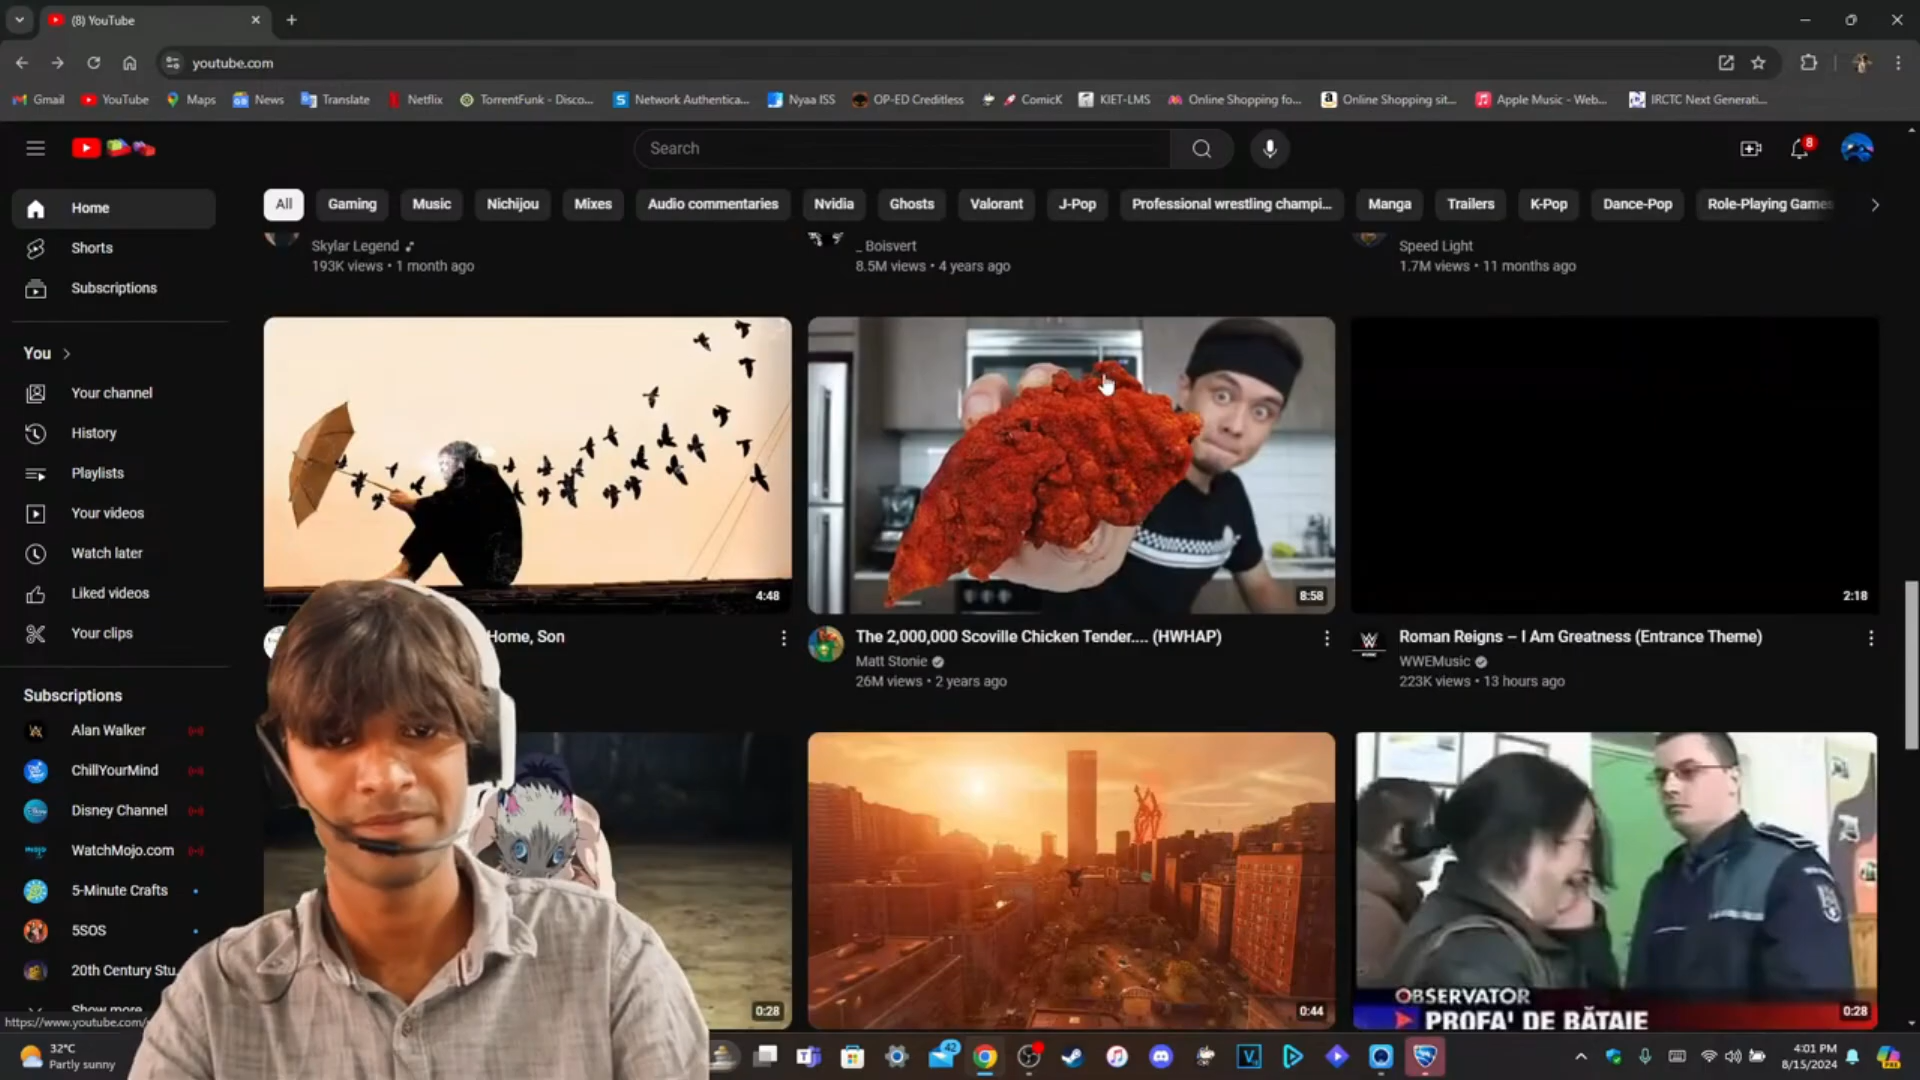 (8) YouTube
youtube.com
Gmail
YouTube
Maps
News
Translate
Netflix
TorrentFunk - Disco...
Network Authentica...
Nyaa ISS
OP-ED Creditless
ComicK
KIET-LMS
Online Shopping fo...
Online Shopping sit...
Apple Music - Web...
IRCTC Next Generati...
Search
8
Home
All
Gaming
Music
Nichijou
Mixes
Audio commentaries
Nvidia
Ghosts
Valorant
J-Pop
Professional wrestling champi...
Manga
Trailers
K-Pop
Dance-Pop
Role-Playing Games
Shorts
Subscriptions
Skylar Legend
193K views • 1 month ago
_ Boisvert
8.5M views • 4 years ago
Speed Light
1.7M views • 11 months ago
You
Your channel
History
Playlists
Your videos
Watch later
Liked videos
Your clips
4:48
8:58
2:18
Home, Son
The 2,000,000 Scoville Chicken Tender.... (HWHAP)
Matt Stonie
26M views • 2 years ago
Roman Reigns – I Am Greatness (Entrance Theme)
WWEMusic
223K views • 13 hours ago
Subscriptions
Alan Walker
ChillYourMind
Disney Channel
WatchMojo.com
5-Minute Crafts
5SOS
20th Century Stu...
Show more
https://www.youtube.com/
0:28
0:44
OBSERVATOR
PROFA' DE BĂTAIE
0:28
32°C
Partly sunny
42
4:01 PM
8/15/2024